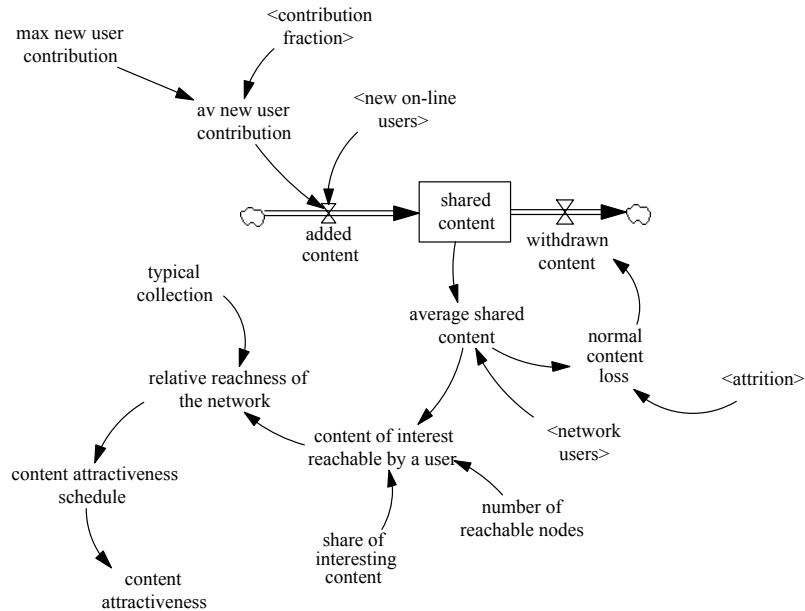 max new user
contribution
<contribution
fraction>
av new user
contribution
<new on-line
users>
shared
content
added
content
withdrawn
content
typical
collection
average shared
content
normal
content
loss
<attrition>
relative reachness of
the network
content of interest
reachable by a user
<network
users>
content attractiveness
schedule
number of
reachable nodes
share of
interesting
content
content
attractiveness